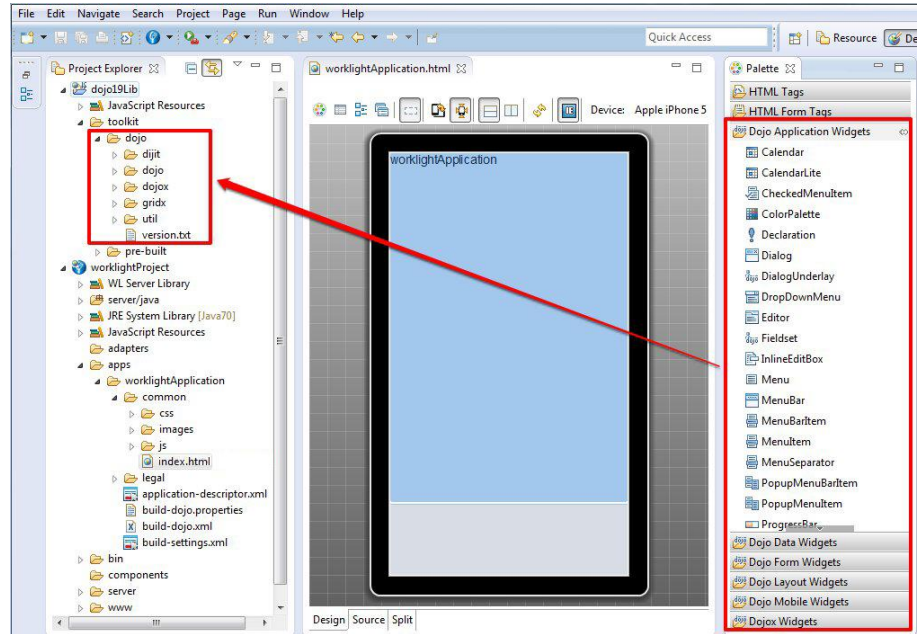 File Edit Navigate Search Project Page Run Window Help
Quick Access
Resource
De
Project Explorer
dojo19Lib
JavaScript Resources
toolkit
dojo
dijit
dojo
dojox
gridx
util
version.txt
pre-built
worklightProject
WL Server Library
server/java
JRE System Library [Java70]
JavaScript Resources
adapters
apps
worklightApplication
common
css
images
js
index.html
legal
application-descriptor.xml
build-dojo.properties
build-dojo.xml
build-settings.xml
bin
components
server
www
worklightApplication.html
Device: Apple iPhone 5
worklightApplication
Design Source Split
Palette
HTML Tags
HTML Form Tags
Dojo Application Widgets
Calendar
CalendarLite
CheckedMenuItem
ColorPalette
Declaration
Dialog
DialogUnderlay
DropDownMenu
Editor
Fieldset
InlineEditBox
Menu
MenuBar
MenuBarItem
MenuItem
MenuSeparator
PopupMenuBarItem
PopupMenuItem
ProgressBar
Dojo Data Widgets
Dojo Form Widgets
Dojo Layout Widgets
Dojo Mobile Widgets
Dojox Widgets